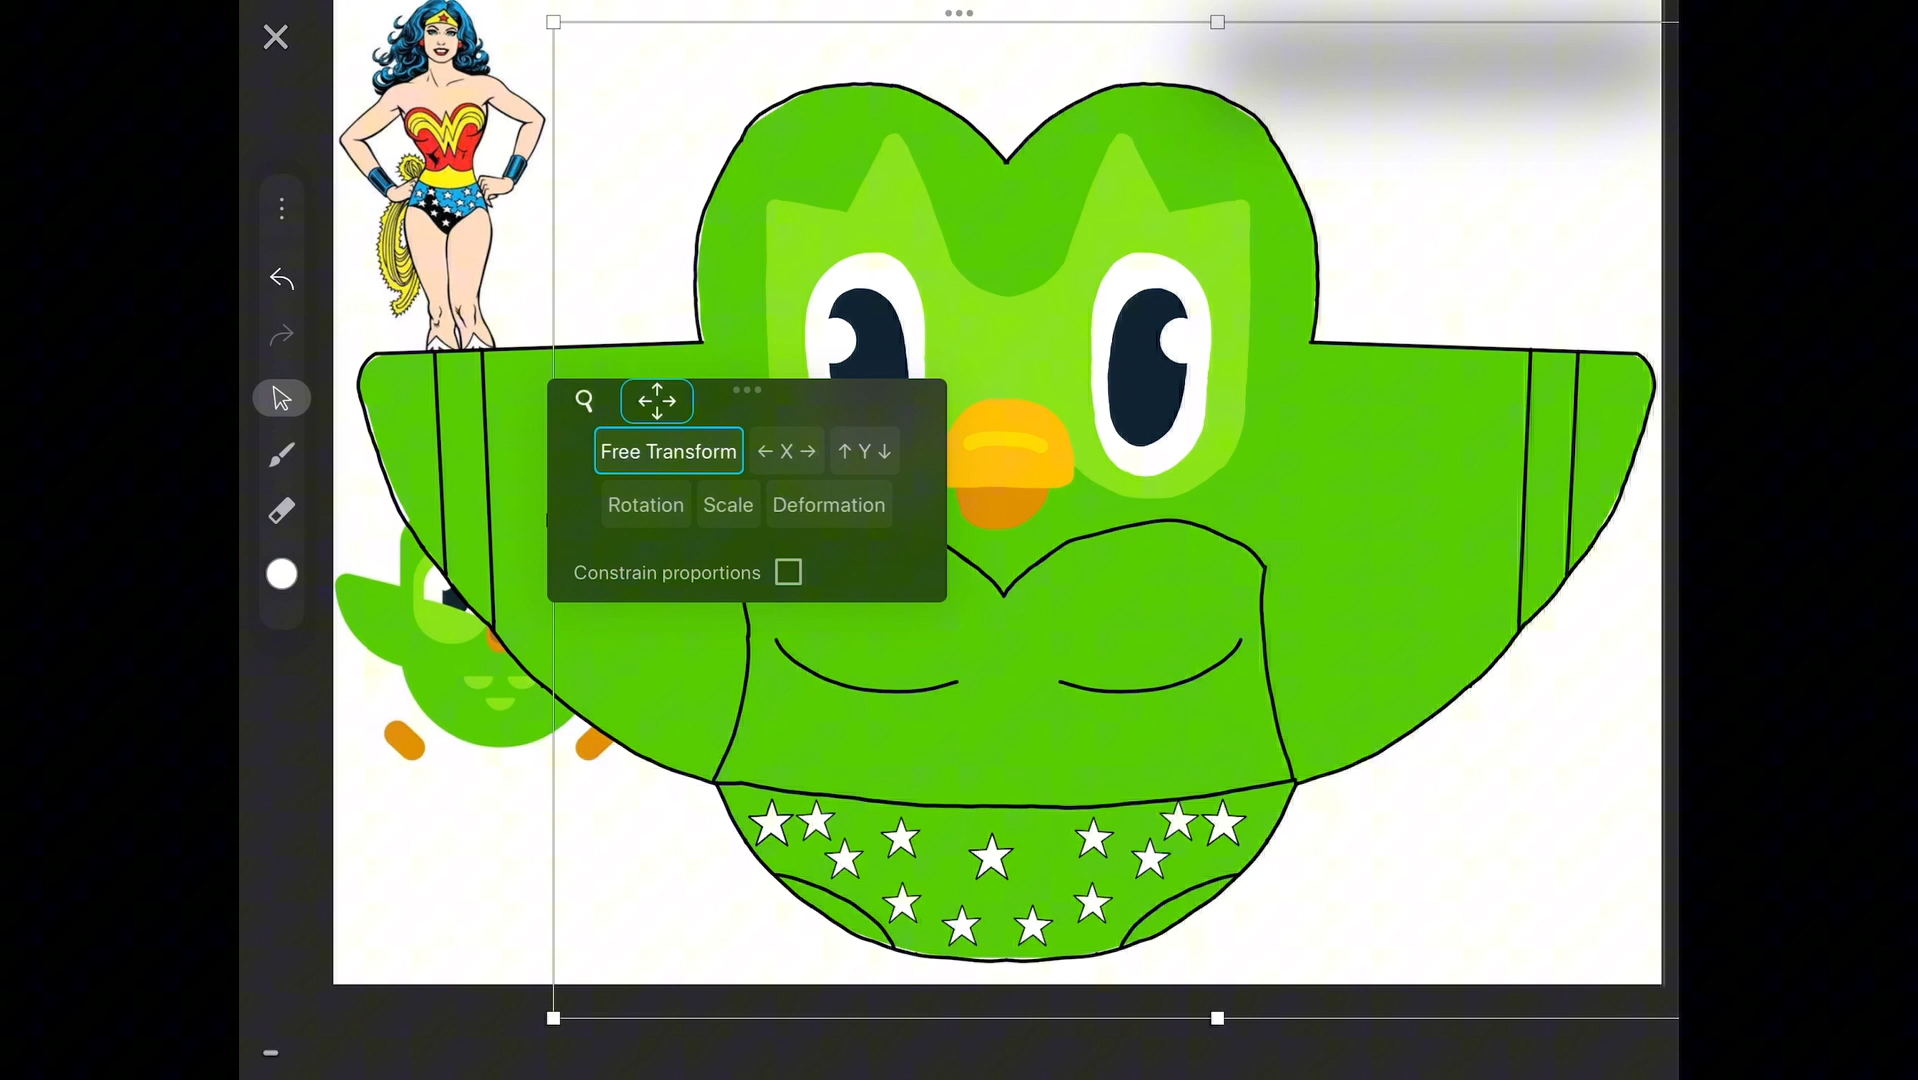 Free Transform
X
Y
Rotation
Scale
Deformation
Constrain proportions